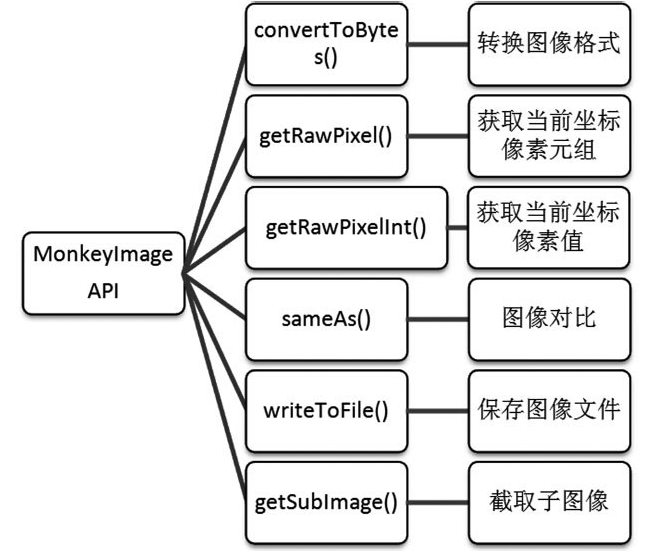 MonkeyImage
API
convertToByte
s()
转换图像格式
getRawPixel()
获取当前坐标
像素元组
getRawPixelInt()
获取当前坐标
像素值
sameAs()
图像对比
writeToFile()
保存图像文件
getSubImage()
截取子图像